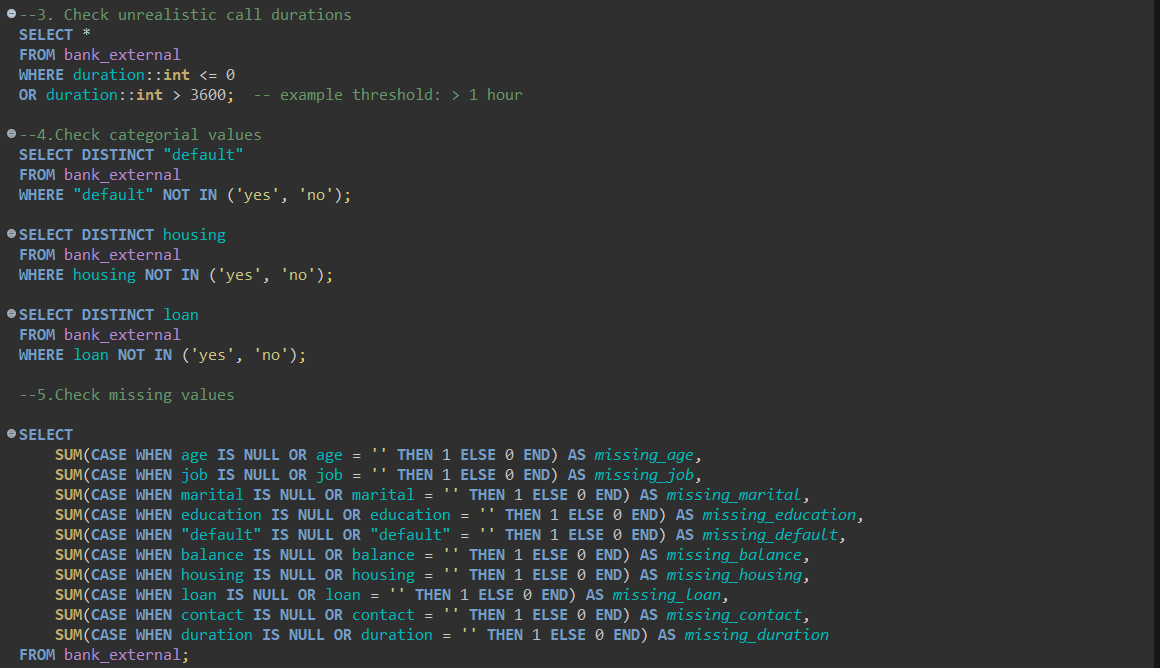 --3. Check unrealistic call durations
SELECT *
FROM bank_external
WHERE duration::int <= 0
OR duration::int > 3600;  -- example threshold: > 1 hour
--4.Check categorial values
SELECT DISTINCT "default"
FROM bank_external
WHERE "default" NOT IN ('yes', 'no');
SELECT DISTINCT housing
FROM bank_external
WHERE housing NOT IN ('yes', 'no');
SELECT DISTINCT loan
FROM bank_external
WHERE loan NOT IN ('yes', 'no');
--5.Check missing values
SELECT
    SUM(CASE WHEN age IS NULL OR age = '' THEN 1 ELSE 0 END) AS missing_age,
    SUM(CASE WHEN job IS NULL OR job = '' THEN 1 ELSE 0 END) AS missing_job,
    SUM(CASE WHEN marital IS NULL OR marital = '' THEN 1 ELSE 0 END) AS missing_marital,
    SUM(CASE WHEN education IS NULL OR education = '' THEN 1 ELSE 0 END) AS missing_education,
    SUM(CASE WHEN "default" IS NULL OR "default" = '' THEN 1 ELSE 0 END) AS missing_default,
    SUM(CASE WHEN balance IS NULL OR balance = '' THEN 1 ELSE 0 END) AS missing_balance,
    SUM(CASE WHEN housing IS NULL OR housing = '' THEN 1 ELSE 0 END) AS missing_housing,
    SUM(CASE WHEN loan IS NULL OR loan = '' THEN 1 ELSE 0 END) AS missing_loan,
    SUM(CASE WHEN contact IS NULL OR contact = '' THEN 1 ELSE 0 END) AS missing_contact,
    SUM(CASE WHEN duration IS NULL OR duration = '' THEN 1 ELSE 0 END) AS missing_duration
FROM bank_external;